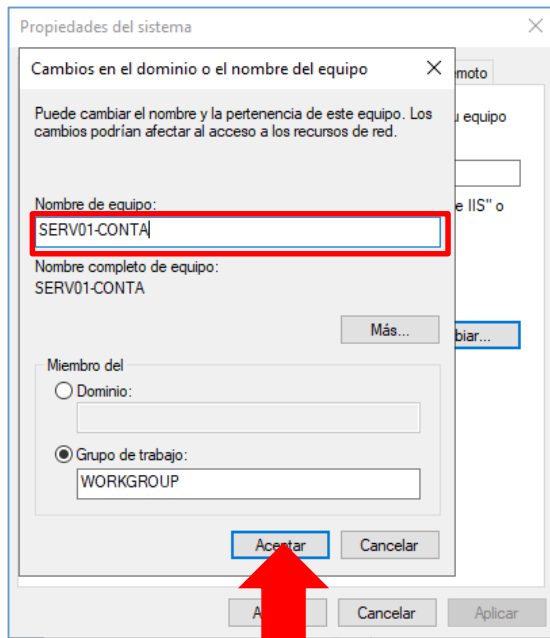 Propiedades del sistema
Cambios en el dominio o el nombre del equipo
emoto
Puede cambiar el nombre y la pertenencia de este equipo. Los
cambios podrían afectar al acceso a los recursos de red.
u equipo
Nombre de equipo:
e IIS" o
SERV01-CONTA
Nombre completo de equipo:
SERV01-CONTA
Más...
biar...
Miembro del
Dominio:
Grupo de trabajo:
WORKGROUP
Aceptar Cancelar
Cancelar Aplicar